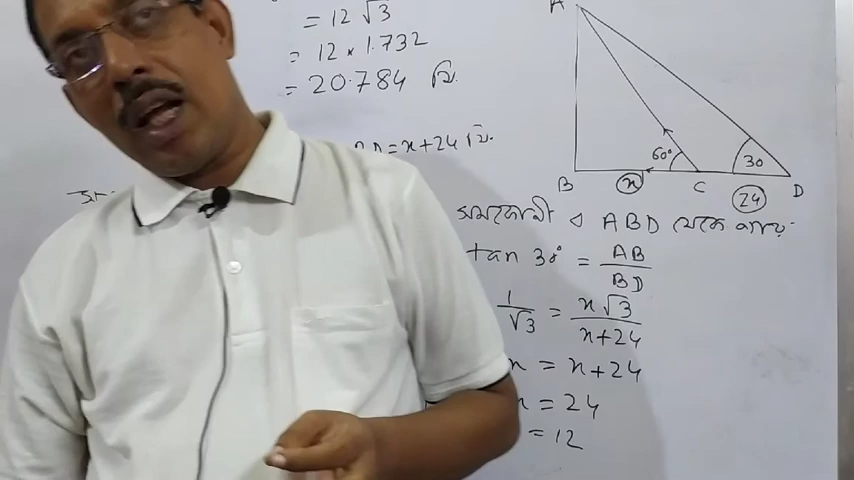 = 12 √3
= 12 × 1.732
= 20.784 মি.
BD = x + 24 মি.
A
60°
30
B
x
C
24
D
সমকোণী ⊿ ABD থেকে পাই
tan 30° = AB/BD
1/√3 = x√3/x+24
= x + 24
= 24
= 12